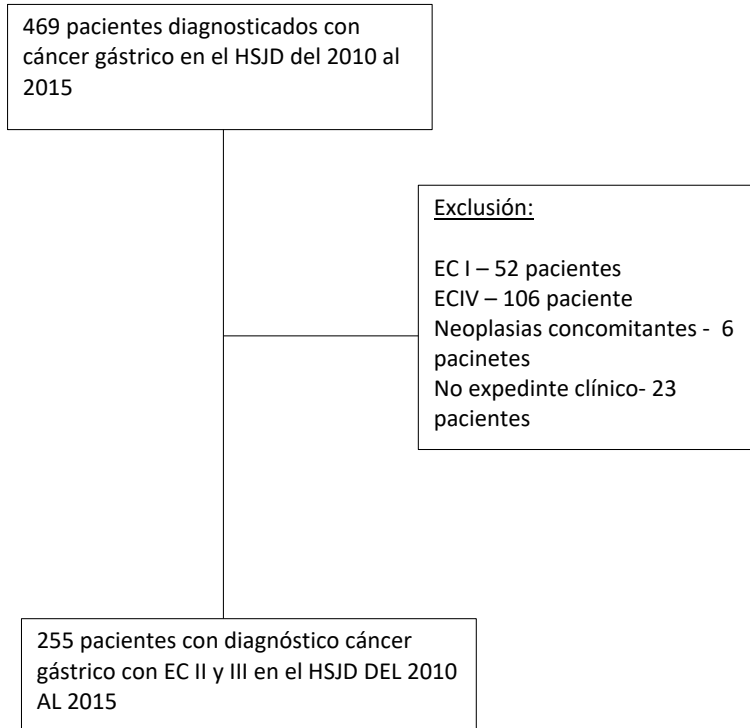 469 pacientes diagnosticados con
cáncer gástrico en el HSJD del 2010 al
2015
Exclusión:
EC I – 52 pacientes
ECIV – 106 paciente
Neoplasias concomitantes -  6
pacinetes
No expedinte clínico- 23
pacientes
255 pacientes con diagnóstico cáncer
gástrico con EC II y III en el HSJD DEL 2010
AL 2015